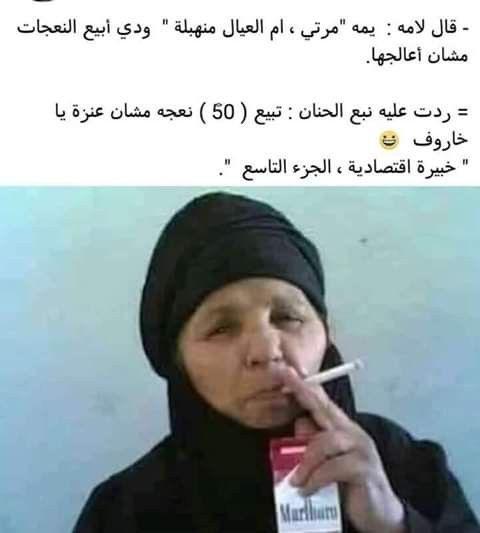 - قال لامه : يمه "مرتي ، ام العيال منهبلة " ودي أبيع النعجات
مشان أعالجها.
= ردت عليه نبع الحنان : تبيع ( 50 ) نعجه مشان عنزة يا
خاروف 😀
" خبيرة اقتصادية ، الجزء التاسع ".
Marlboro